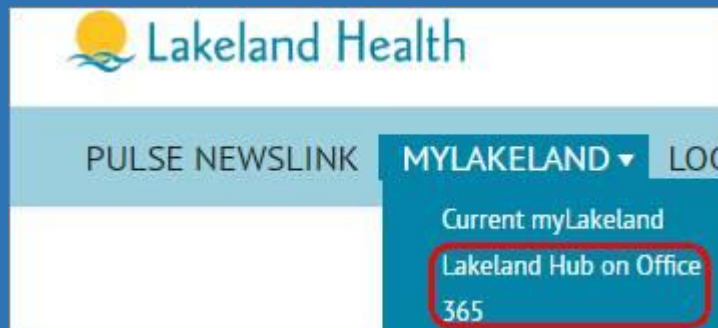 Lakeland Health
PULSE NEWSLINK MYLAKELAND ▾
Current myLakeland
Lakeland Hub on Office
365